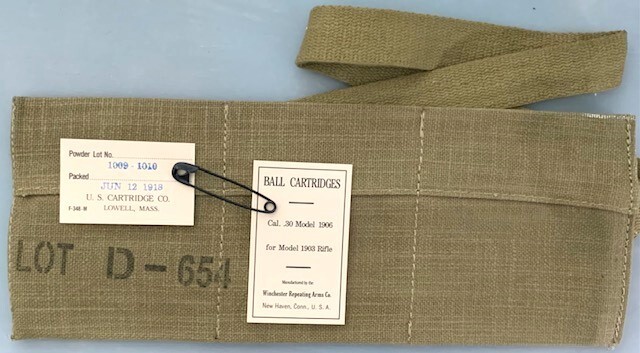 Powder Lot No.
1009 - 1010
Packed
JUN 12 1918
U. S. CARTRIDGE CO.
F-348-M LOWELL, MASS.
LOT D-654
BALL CARTRIDGES
Cal. .30 Model 1906
for Model 1903 Rifle
Manufactured by the
Winchester Repeating Arms Co.
New Haven, Conn., U. S. A.